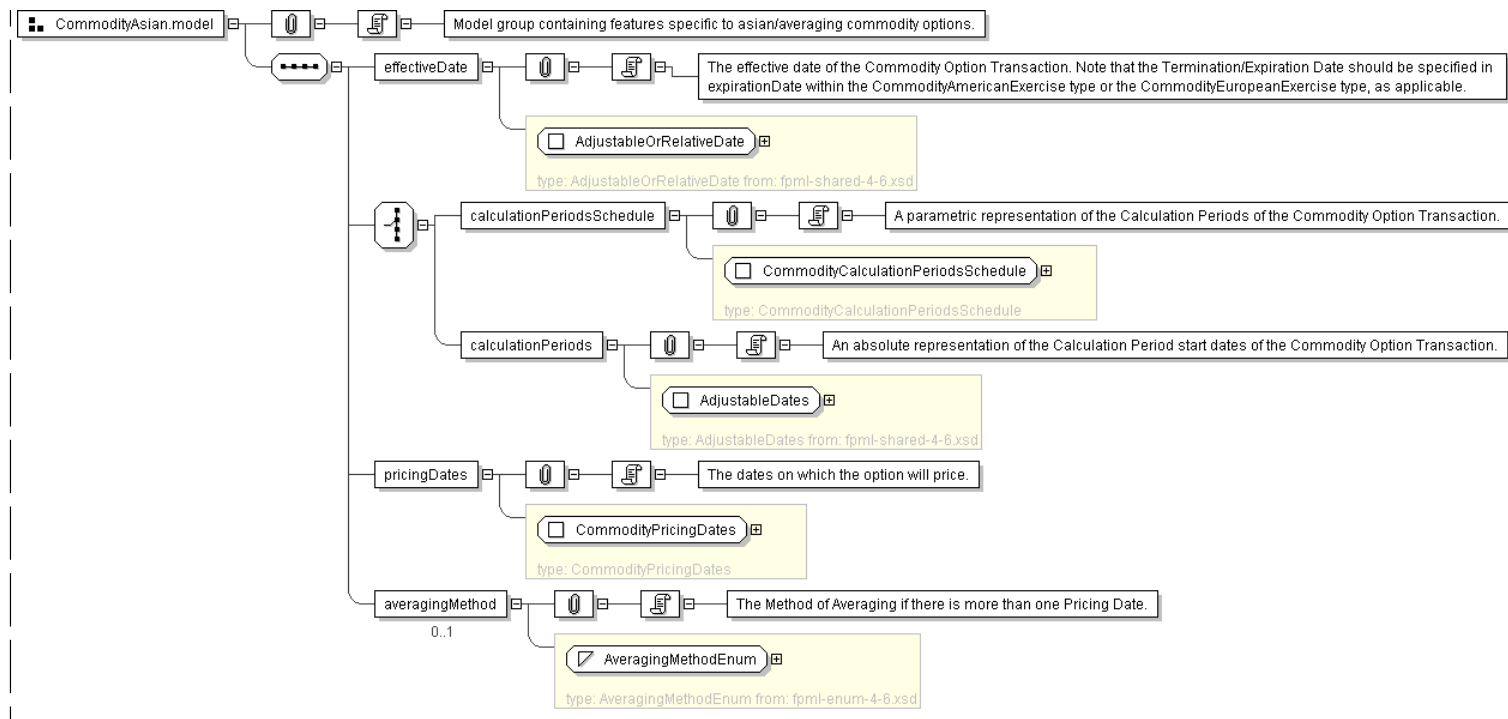 CommodityAsian.model
Model group containing features specific to asian/averaging commodity options.
effectiveDate
The effective date of the Commodity Option Transaction. Note that the Termination/Expiration Date should be specified in
expirationDate within the CommodityAmericanExercise type or the CommodityEuropeanExercise type, as applicable.
AdjustableOrRelativeDate
type: AdjustableOrRelativeDate from: fpml-shared-4-6.xsd
calculationPeriodsSchedule
A parametric representation of the Calculation Periods of the Commodity Option Transaction.
CommodityCalculationPeriodsSchedule
type: CommodityCalculationPeriodsSchedule
calculationPeriods
An absolute representation of the Calculation Period start dates of the Commodity Option Transaction.
AdjustableDates
type: AdjustableDates from: fpml-shared-4-6.xsd
pricingDates
The dates on which the option will price.
CommodityPricingDates
type: CommodityPricingDates
averagingMethod
The Method of Averaging if there is more than one Pricing Date.
0..1
AveragingMethodEnum
type: AveragingMethodEnum from: fpml-enum-4-6.xsd